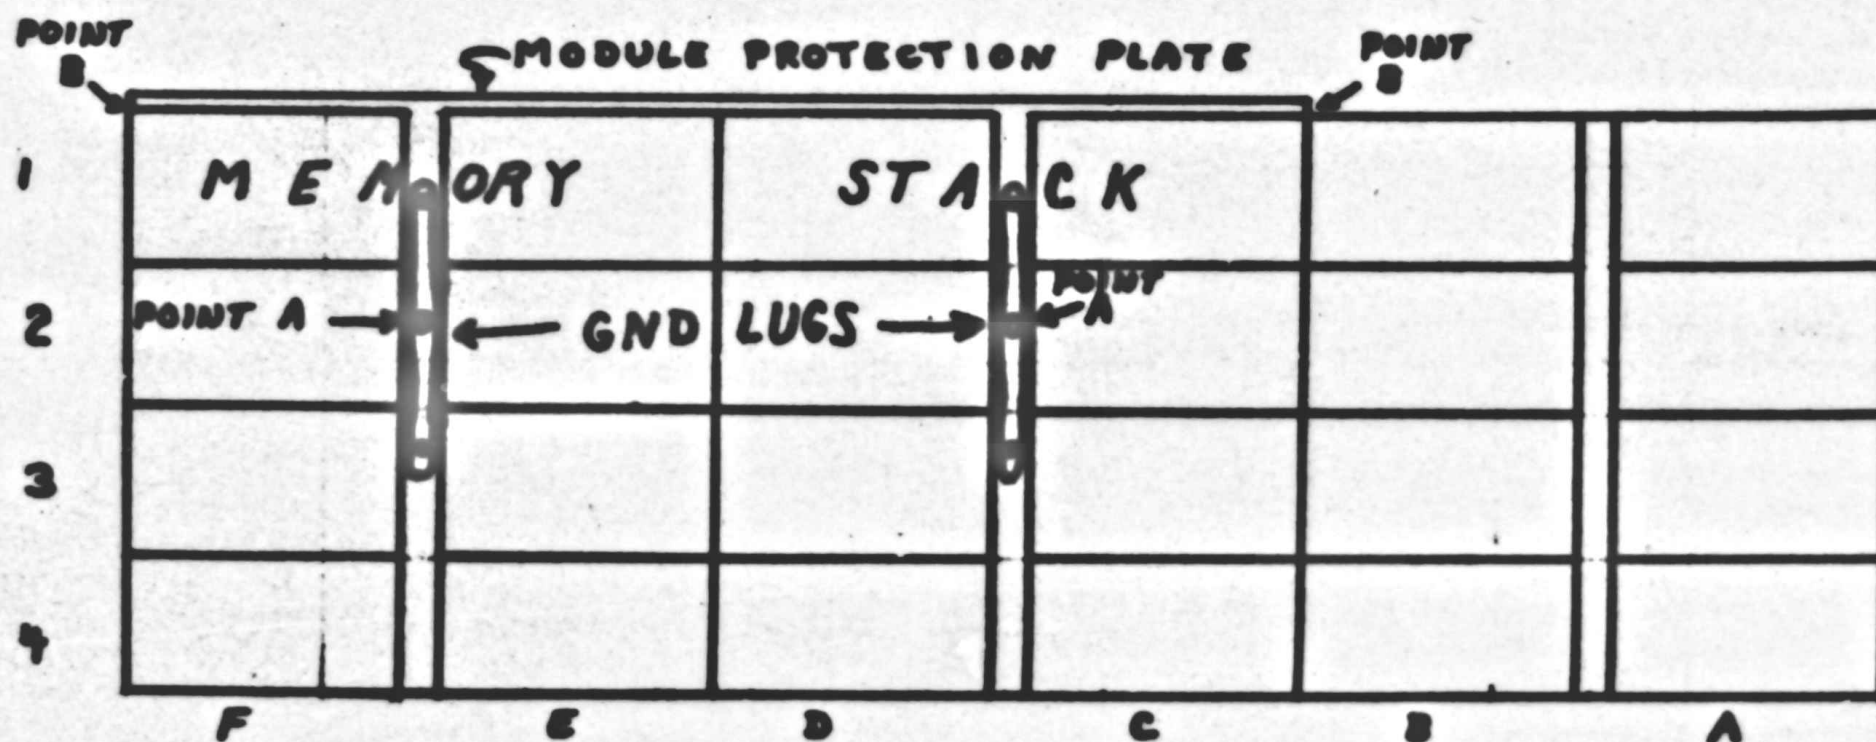 POINT B
MODULE PROTECTION PLATE
POINT B
1
MEMORY STACK
2
POINT A
GND LUGS
POINT A
3
4
F E D C B A